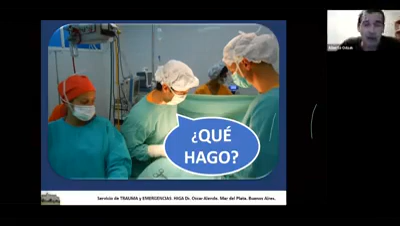 ¿QUÉ
HAGO?
Servicio de TRAUMA y EMERGENCIAS. HIGA Dr. Oscar Alende. Mar del Plata. Buenos Aires.